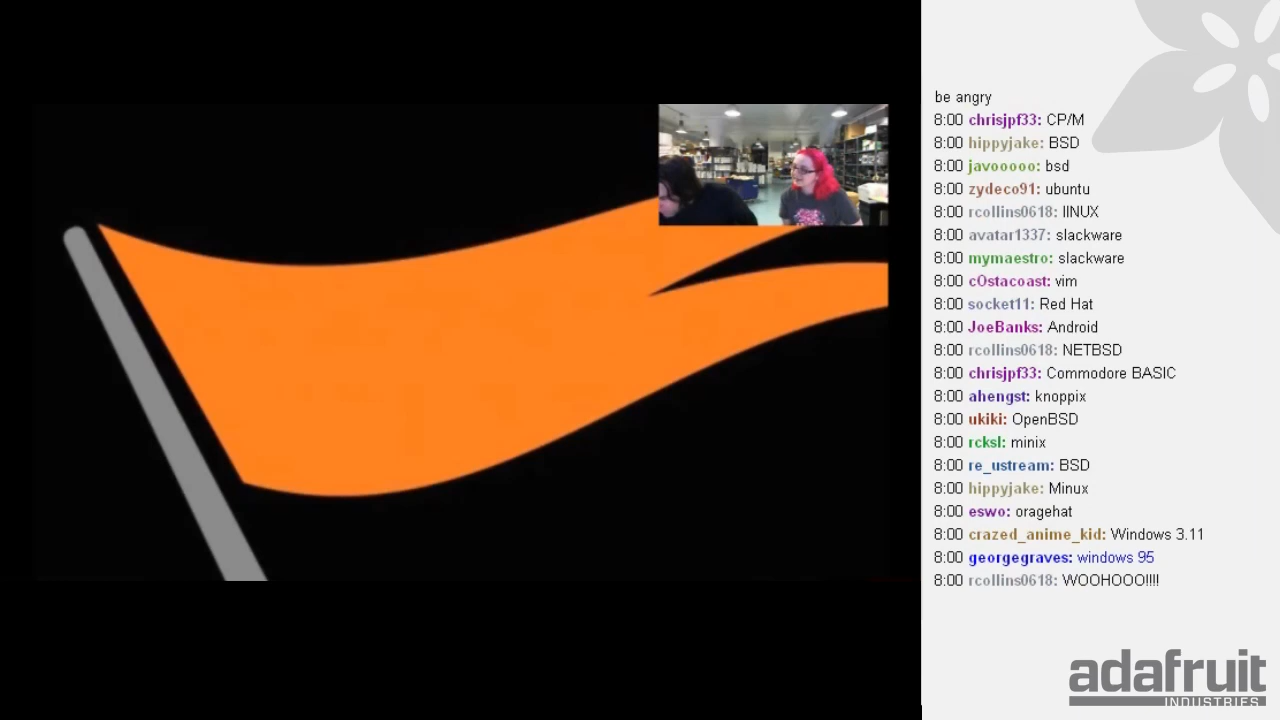 be angry
8:00 chrisjpf33: CP/M
8:00 hippyjake: BSD
8:00 javooooo: bsd
8:00 zydeco91: ubuntu
8:00 rcollins0618: lINUX
8:00 avatar1337: slackware
8:00 mymaestro: slackware
8:00 cOstacoast: vim
8:00 socket11: Red Hat
8:00 JoeBanks: Android
8:00 rcollins0618: NETBSD
8:00 chrisjpf33: Commodore BASIC
8:00 ahengst: knoppix
8:00 ukiki: OpenBSD
8:00 rcksl: minix
8:00 re_ustream: BSD
8:00 hippyjake: Minux
8:00 eswo: oragehat
8:00 crazed_anime_kid: Windows 3.11
8:00 georgegraves: windows 95
8:00 rcollins0618: WOOHOOO!!!!
adafruit
INDUSTRIES